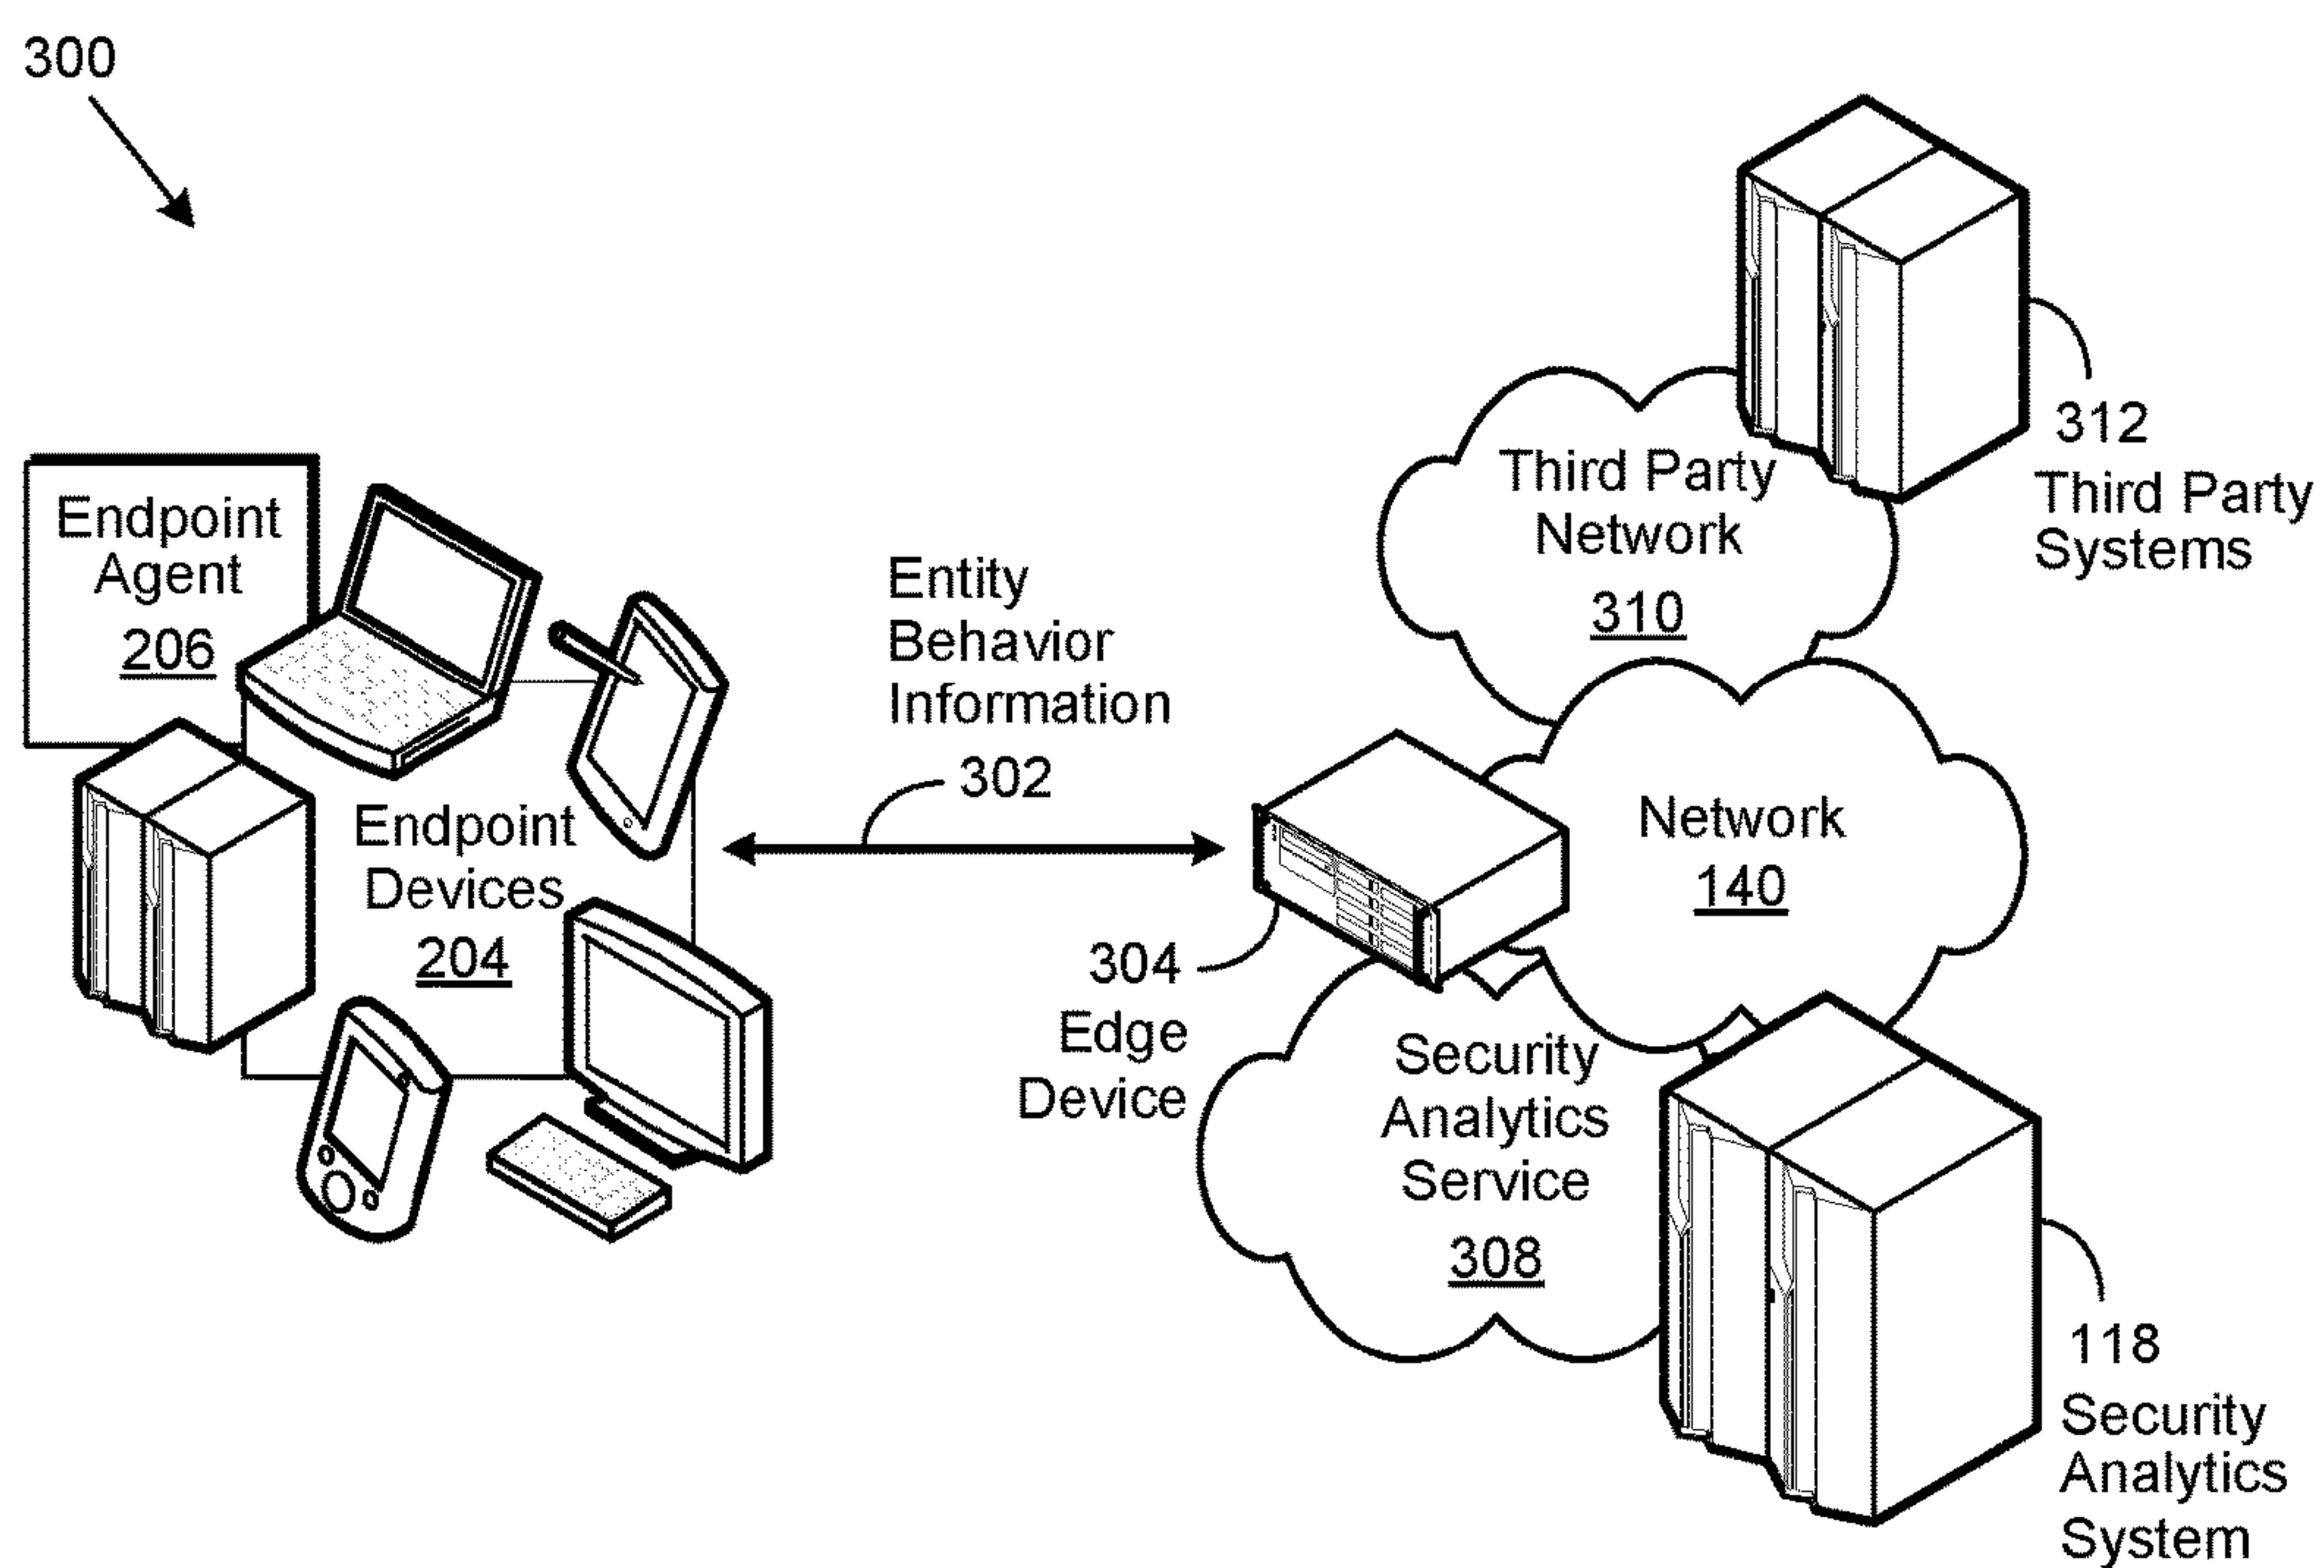 300
Endpoint
Agent
206
Endpoint
Devices
204
Entity
Behavior
Information
302
304
Edge
Device
Third Party
Network
310
312
Third Party
Systems
Network
140
Security
Analytics
Service
308
118
Security
Analytics
System